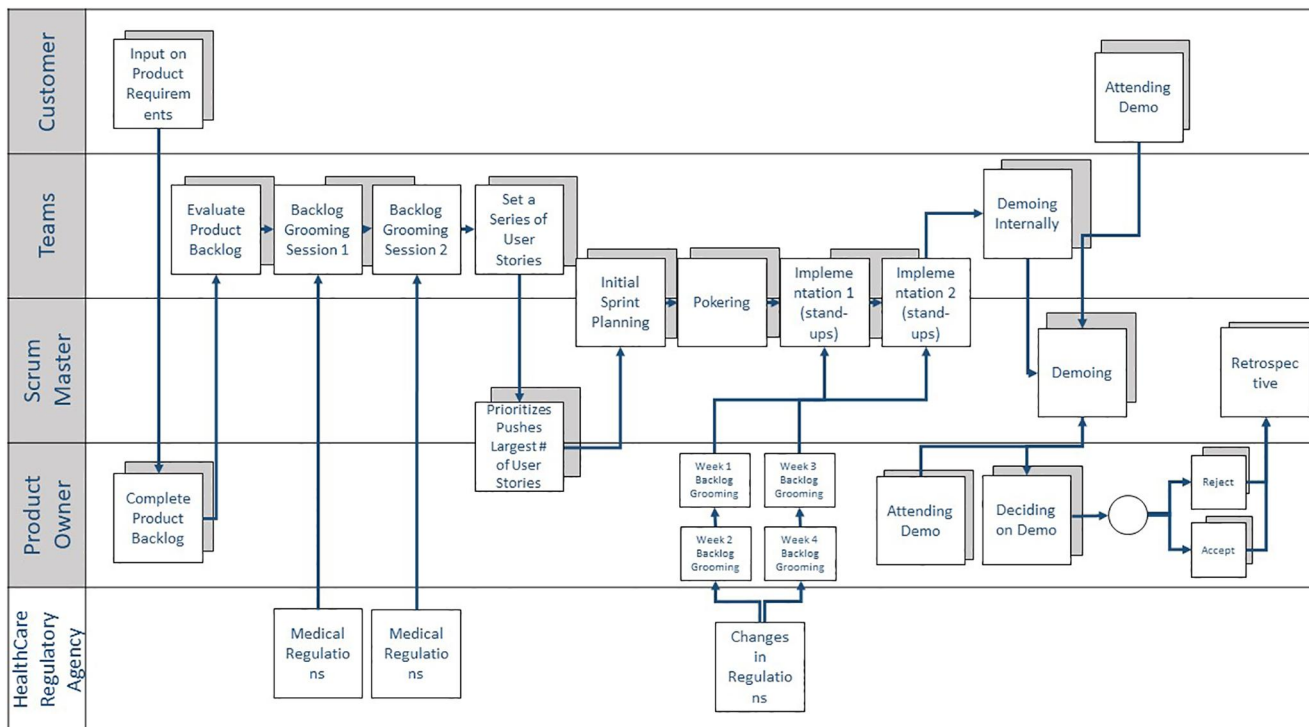 Customer
Input on
Product
Requirem
ents
Attending
Demo
Teams
Evaluate
Product
Backlog
Backlog
Grooming
Session 1
Backlog
Grooming
Session 2
Set a
Series of
User
Stories
Initial
Sprint
Planning
Pokering
Impleme
ntation 1
(stand-
ups)
Impleme
ntation 2
(stand-
ups)
Demoing
Internally
Scrum
Master
Prioritizes
Pushes
Largest #
of User
Stories
Demoing
Retrospec
tive
Product
Owner
Complete
Product
Backlog
Week 1
Backlog
Grooming
Week 3
Backlog
Grooming
Week 2
Backlog
Grooming
Week 4
Backlog
Grooming
Attending
Demo
Deciding
on Demo
Reject
Accept
HealthCare
Regulatory
Agency
Medical
Regulatio
ns
Medical
Regulatio
ns
Changes
in
Regulatio
ns